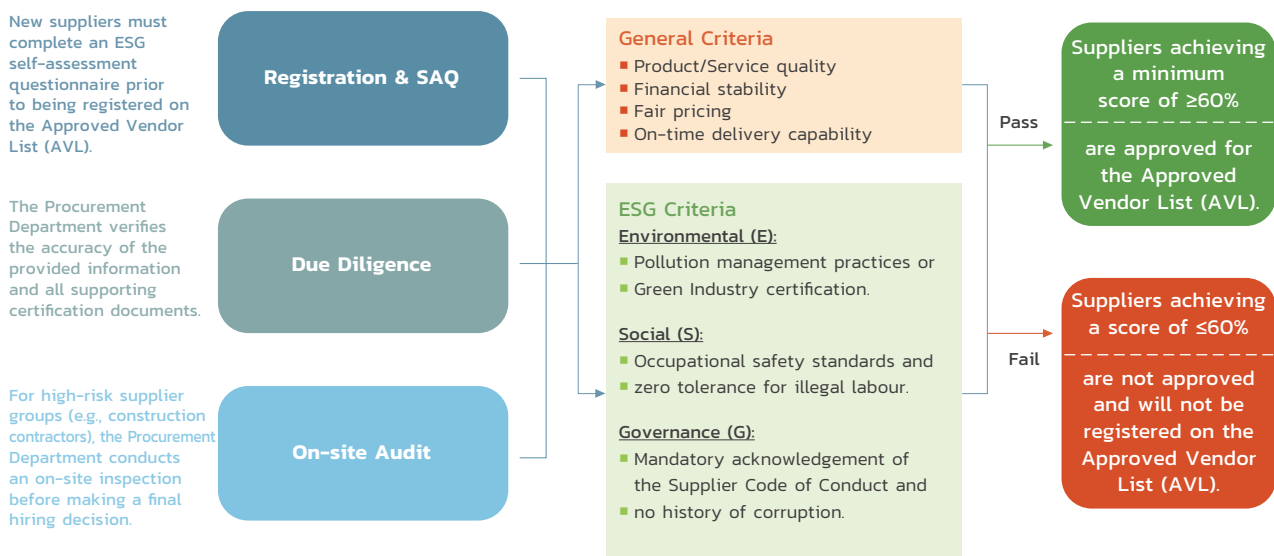 New suppliers must
complete an ESG
self-assessment
questionnaire prior
to being registered on
the Approved Vendor
List (AVL).
Registration & SAQ
The Procurement
Department verifies
the accuracy of the
provided information
and all supporting
certification documents.
Due Diligence
For high-risk supplier
groups (e.g., construction
contractors), the Procurement
Department conducts
an on-site inspection
before making a final
hiring decision.
On-site Audit
General Criteria
Product/Service quality
Financial stability
Fair pricing
On-time delivery capability
ESG Criteria
Environmental (E):
Pollution management practices or
Green Industry certification.
Social (S):
Occupational safety standards and
zero tolerance for illegal labour.
Governance (G):
Mandatory acknowledgement of
the Supplier Code of Conduct and
no history of corruption.
Pass
Suppliers achieving
a minimum
score of ≥60%
are approved for
the Approved
Vendor List (AVL).
Fail
Suppliers achieving
a score of ≤60%
are not approved
and will not be
registered on the
Approved Vendor
List (AVL).